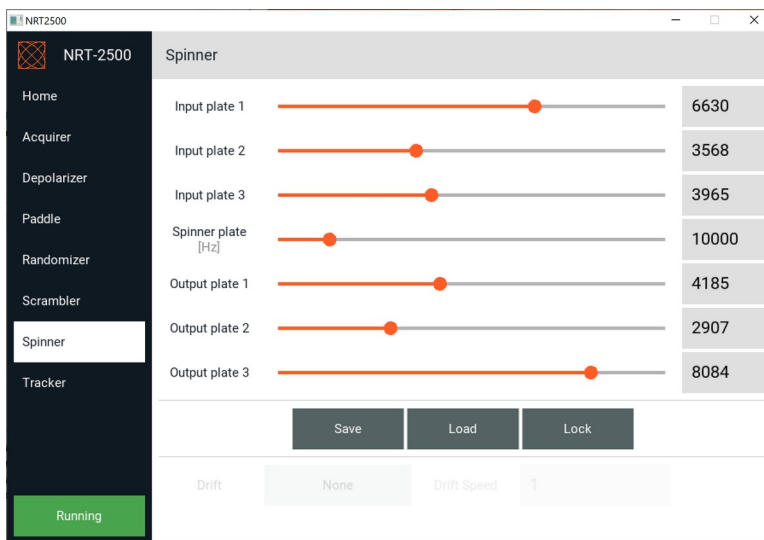 NRT2500
NRT-2500
Spinner
Home
Acquirer
Depolarizer
Paddle
Randomizer
Scrambler
Spinner
Tracker
Running
Input plate 1 6630
Input plate 2 3568
Input plate 3 3965
Spinner plate
[Hz] 10000
Output plate 1 4185
Output plate 2 2907
Output plate 3 8084
Save Load Lock
Drift None Drift Speed 1